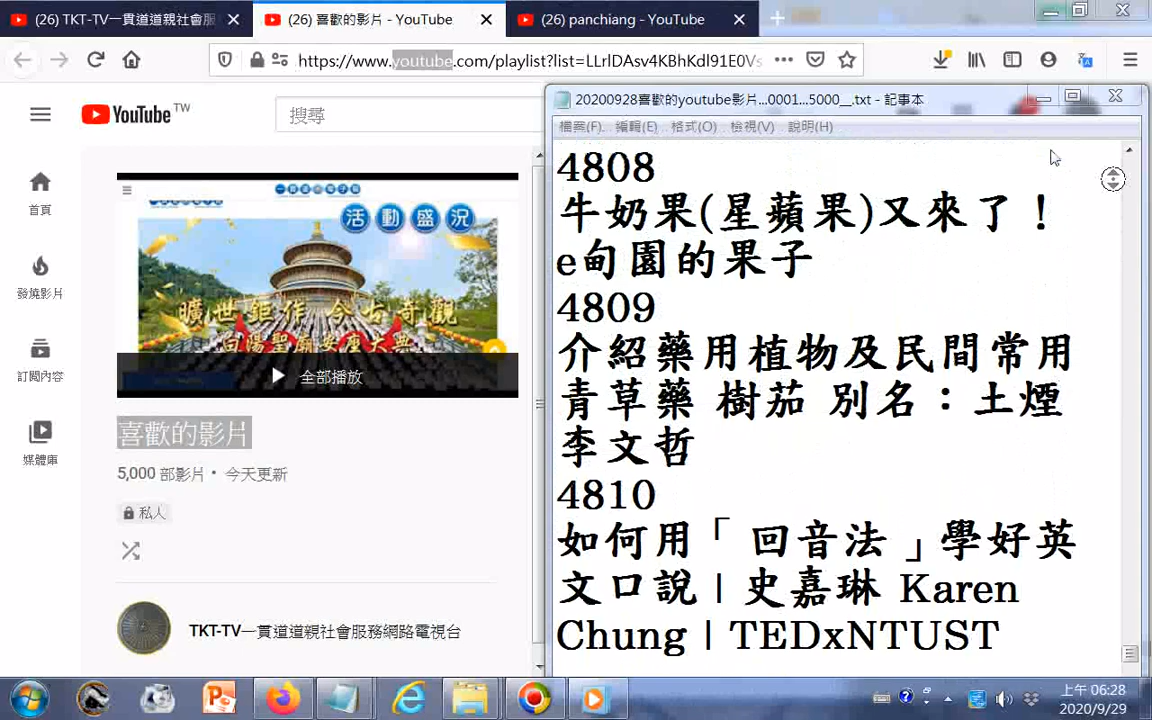 (26) TKT-TV一貫道道親社會服
(26) 喜歡的影片 - YouTube
(26) panchiang - YouTube
https://www.youtube.com/playlist?list=LLrlDAsv4KBhKdl91E0Vs
YouTube TW
搜尋
首頁
發燒影片
訂閱內容
媒體庫
活動盛況
曠世鉅作 今古奇觀
白陽聖廟安座大典
全部播放
喜歡的影片
5,000 部影片・今天更新
私人
TKT-TV一貫道道親社會服務網路電視台
20200928喜歡的youtube影片...0001...5000__.txt - 記事本
檔案(F) 編輯(E) 格式(O) 檢視(V) 說明(H)
4808
牛奶果(星蘋果)又來了！
e甸園的果子
4809
介紹藥用植物及民間常用
青草藥 樹茄 別名：土煙
李文哲
4810
如何用「 回音法 」學好英
文口說 | 史嘉琳 Karen
Chung | TEDxNTUST
上午 06:28
2020/9/29